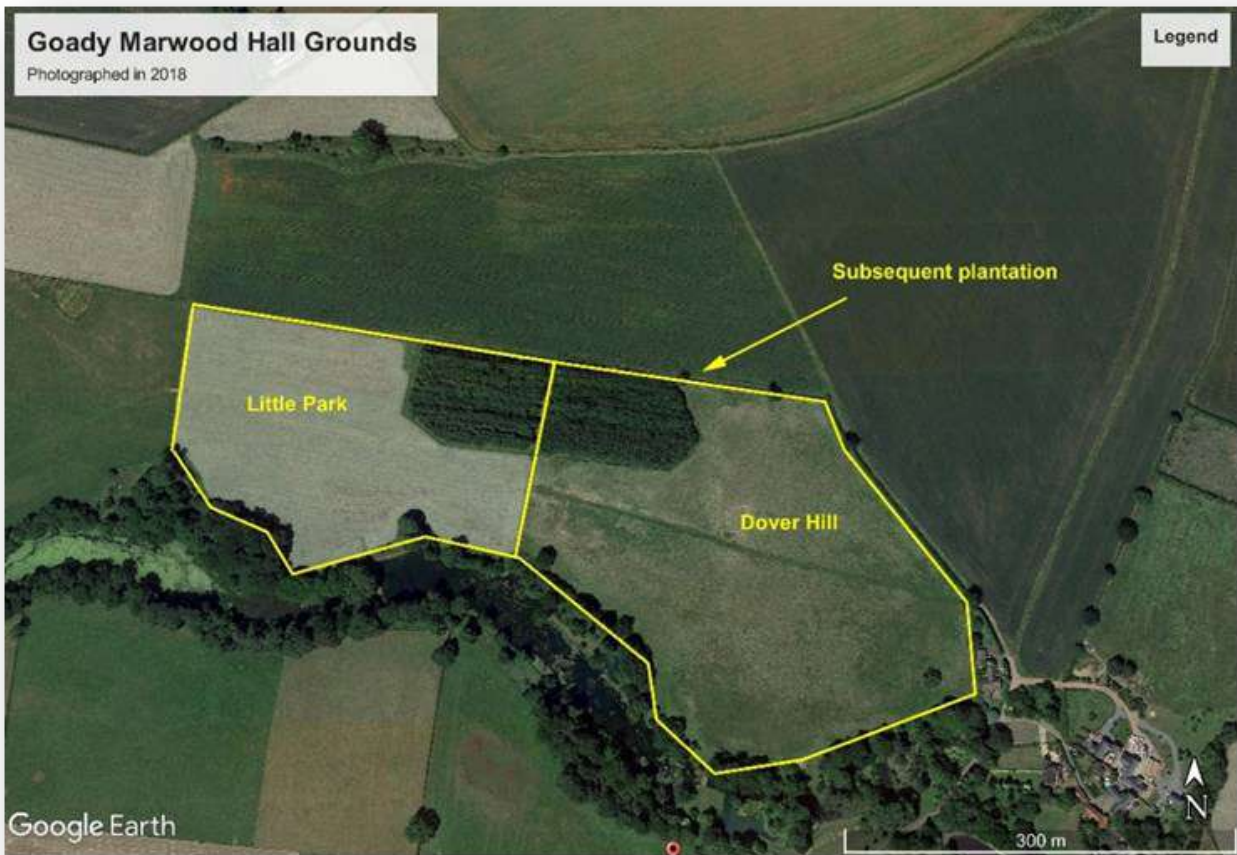 Goady Marwood Hall Grounds
Photographed in 2018
Legend
Subsequent plantation
Little Park
Dover Hill
Google Earth
N
300 m